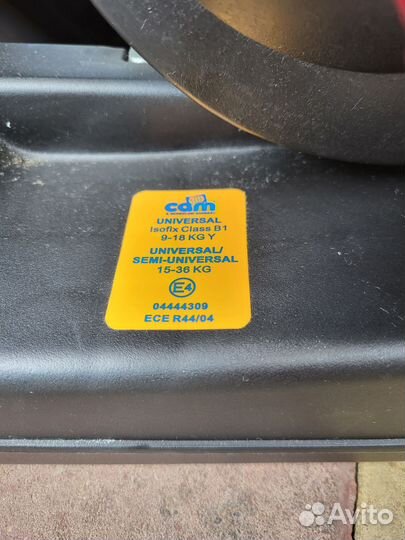 cam
UNIVERSAL
Isofix Class B1
9-18 KG Y
UNIVERSAL/
SEMI-UNIVERSAL
15-36 KG
E4
04444309
ECE R44/04
Avito